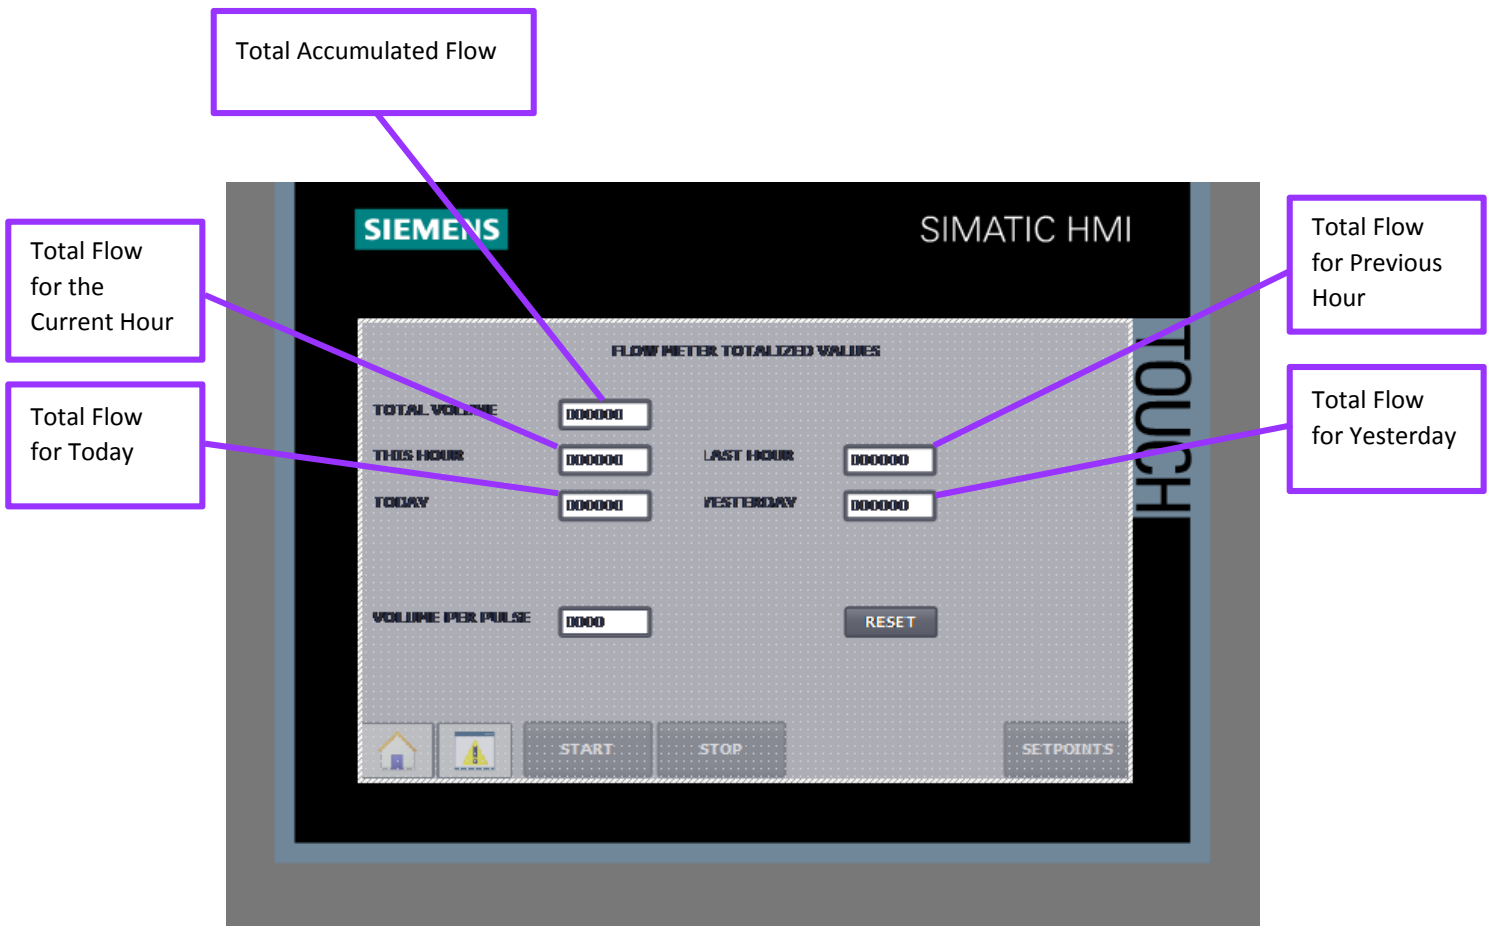 Total Accumulated Flow
SIEMENS
SIMATIC HMI
Total Flow
for the
Current Hour
Total Flow
for Previous
Hour
TOUCH
FLOW METER TOTALIZED VALUES
TOTAL VOLUME 000000
THIS HOUR 000000 LAST HOUR 000000
TODAY 000000 YESTERDAY 000000
Total Flow
for Today
Total Flow
for Yesterday
VOLUME PER PULSE 0000 RESET
START STOP SETPOINTS